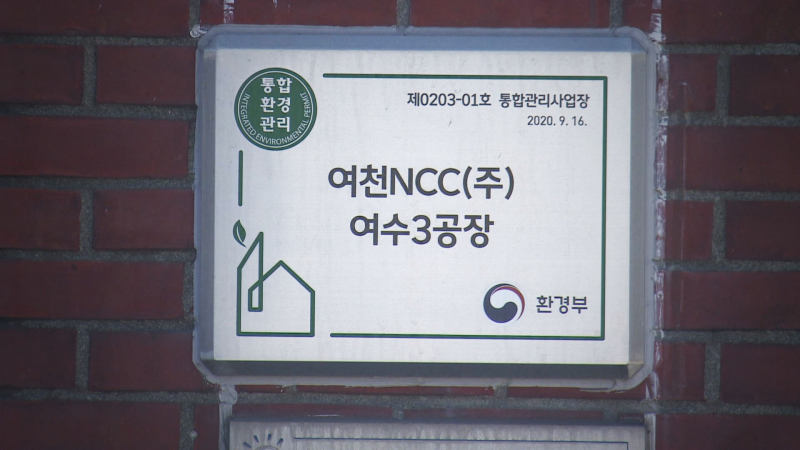 통합
환경
관리
INTEGRATED ENVIRONMENTAL PERMIT
제0203-01호 통합관리사업장
2020. 9. 16.
여천NCC(주)
여수3공장
환경부